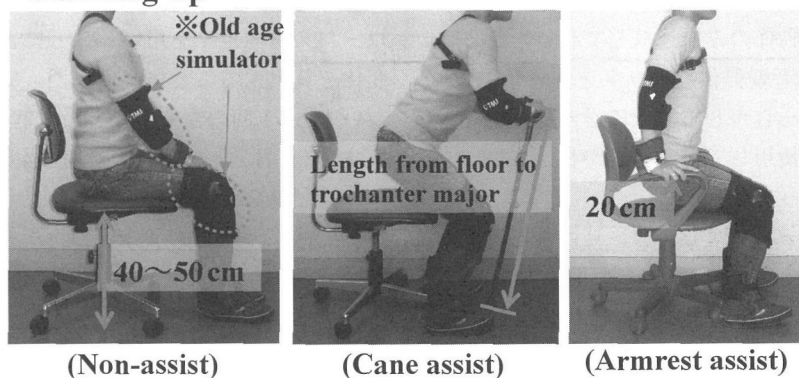 ※Old age
simulator
40～50 cm
(Non-assist)
Length from floor to
trochanter major
(Cane assist)
20 cm
(Armrest assist)